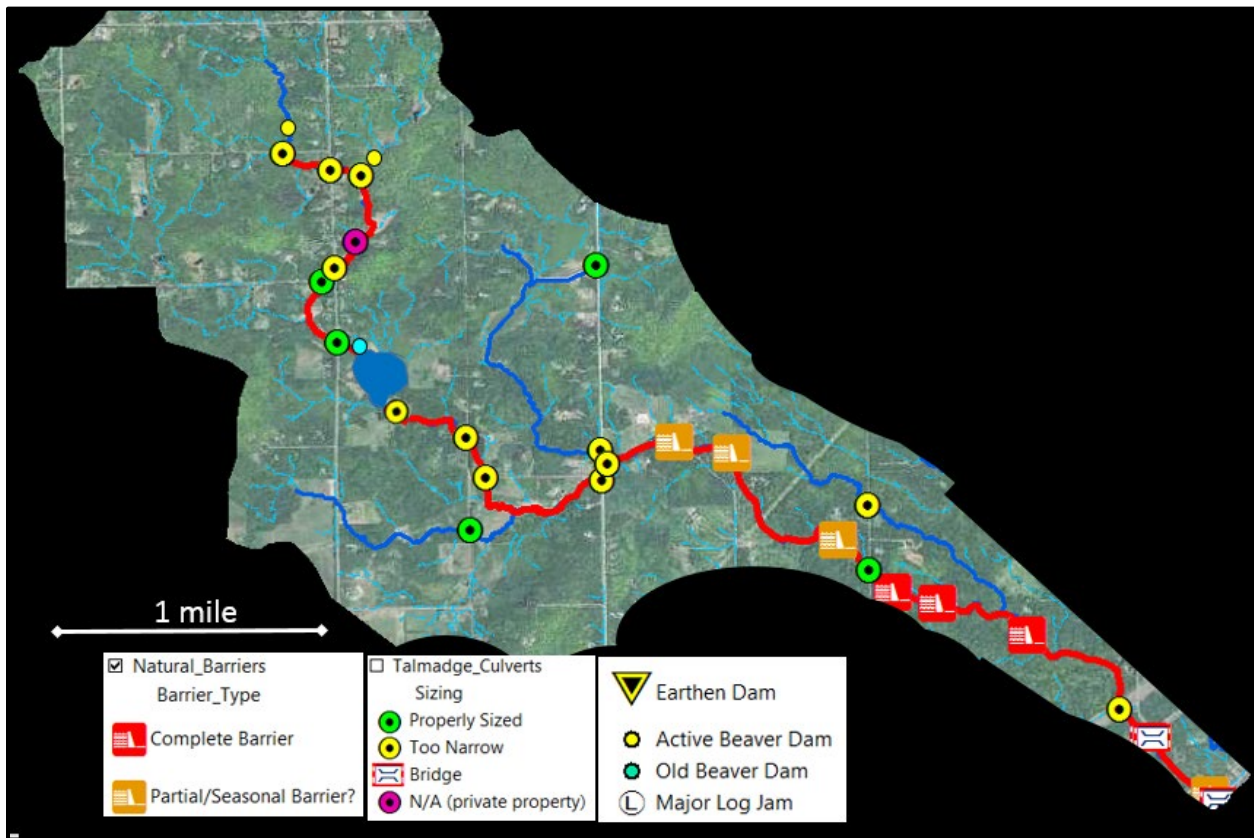 1 mile
Natural_Barriers
Barrier_Type
Complete Barrier
Partial/Seasonal Barrier?
Talmadge_Culverts
Sizing
Properly Sized
Too Narrow
Bridge
N/A (private property)
Earthen Dam
Active Beaver Dam
Old Beaver Dam
L Major Log Jam